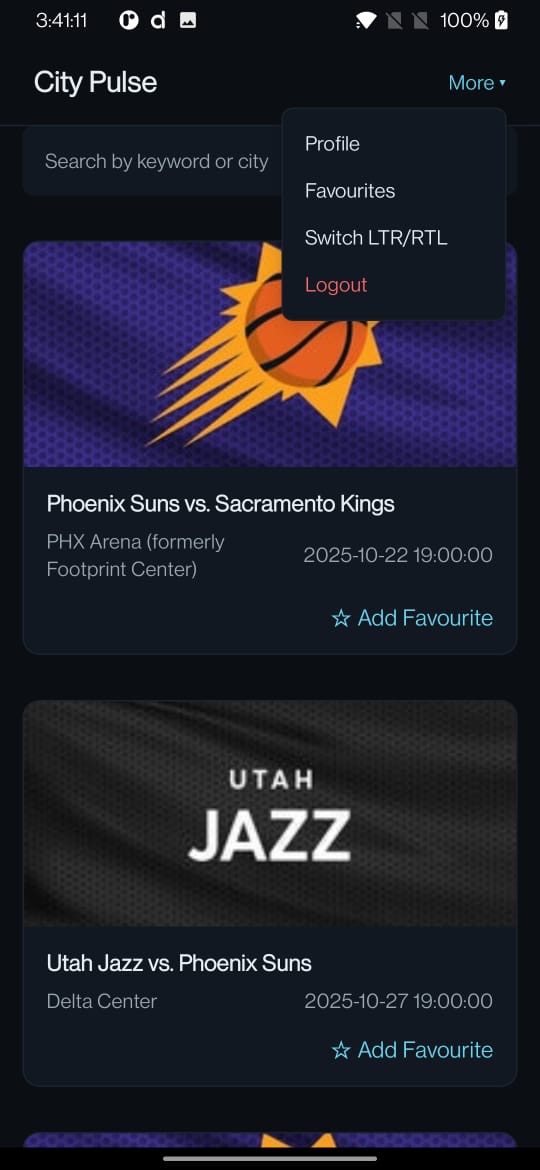 3:41:11
100%
City Pulse
More ▾
Search by keyword or city
Profile
Favourites
Switch LTR/RTL
Logout
Phoenix Suns vs. Sacramento Kings
PHX Arena (formerly
Footprint Center)
2025-10-22 19:00:00
☆ Add Favourite
UTAH
JAZZ
Utah Jazz vs. Phoenix Suns
Delta Center
2025-10-27 19:00:00
☆ Add Favourite